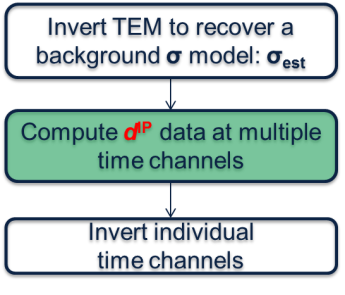 Invert TEM to recover a
background σ model: σest
Compute dIP data at multiple
time channels
Invert individual
time channels